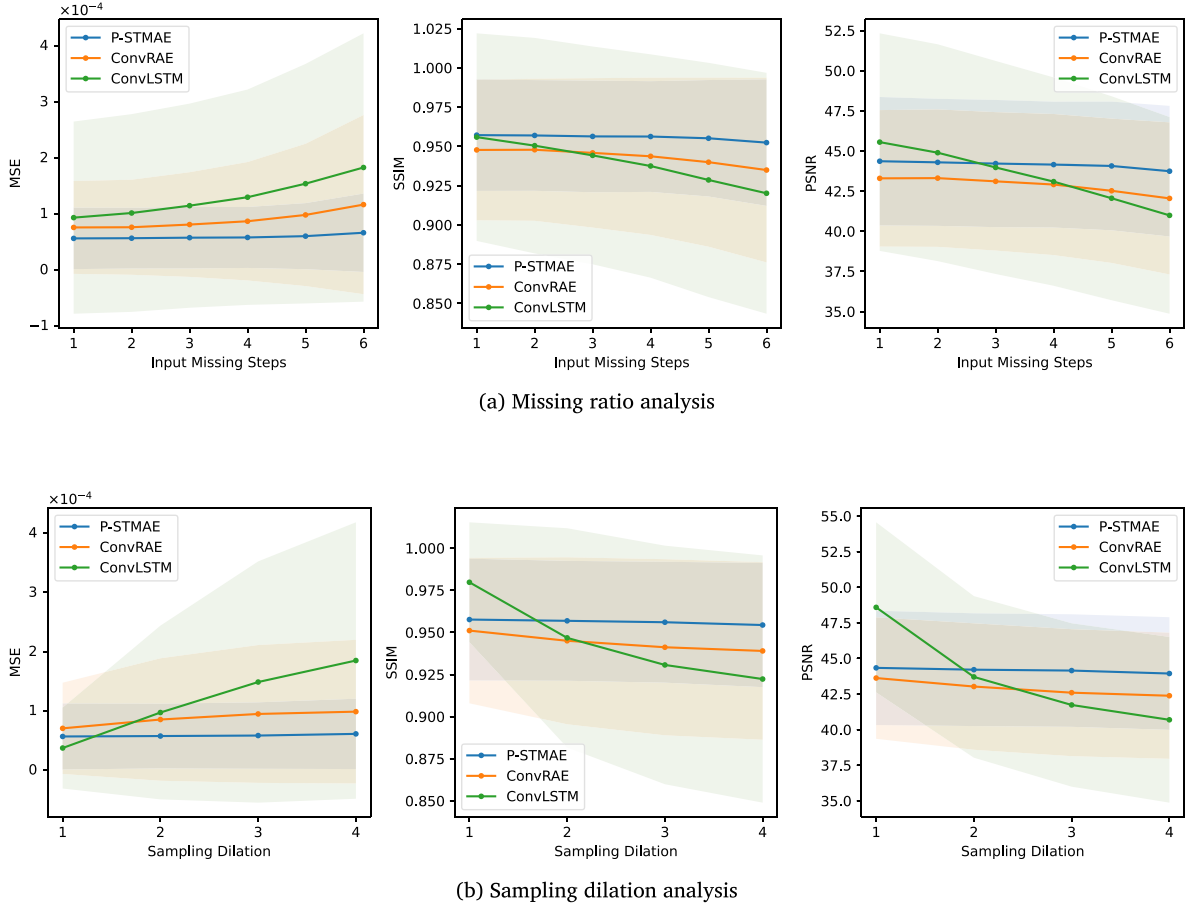 ×10⁻⁴
4
3
2
1
0
−1
MSE
P-STMAE
ConvRAE
ConvLSTM
1 2 3 4 5 6
Input Missing Steps
1.025
1.000
0.975
0.950
0.925
0.900
0.875
0.850
SSIM
P-STMAE
ConvRAE
ConvLSTM
1 2 3 4 5 6
Input Missing Steps
52.5
50.0
47.5
45.0
42.5
40.0
37.5
35.0
PSNR
P-STMAE
ConvRAE
ConvLSTM
1 2 3 4 5 6
Input Missing Steps
(a) Missing ratio analysis
×10⁻⁴
4
3
2
1
0
MSE
P-STMAE
ConvRAE
ConvLSTM
1 2 3 4
Sampling Dilation
1.000
0.975
0.950
0.925
0.900
0.875
0.850
SSIM
P-STMAE
ConvRAE
ConvLSTM
1 2 3 4
Sampling Dilation
55.0
52.5
50.0
47.5
45.0
42.5
40.0
37.5
35.0
PSNR
P-STMAE
ConvRAE
ConvLSTM
1 2 3 4
Sampling Dilation
(b) Sampling dilation analysis